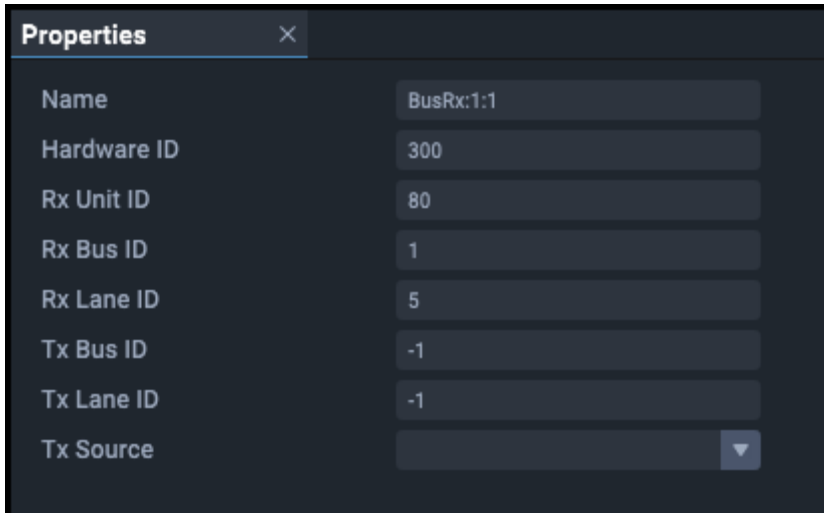 Properties
Name BusRx:1:1
Hardware ID 300
Rx Unit ID 80
Rx Bus ID 1
Rx Lane ID 5
Tx Bus ID -1
Tx Lane ID -1
Tx Source